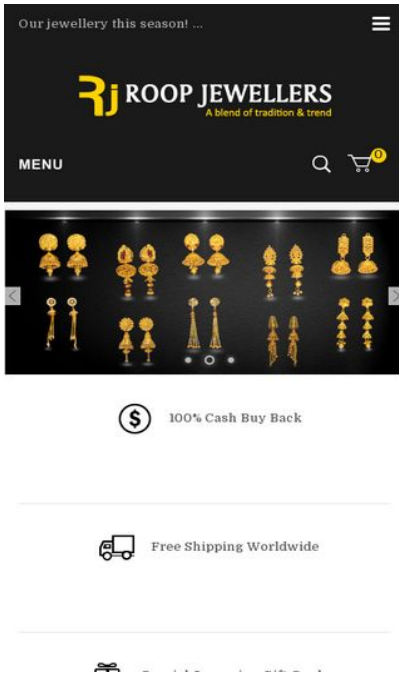 Our jewellery this season! ...
RJ ROOP JEWELLERS
A blend of tradition & trend
MENU
0
100% Cash Buy Back
Free Shipping Worldwide